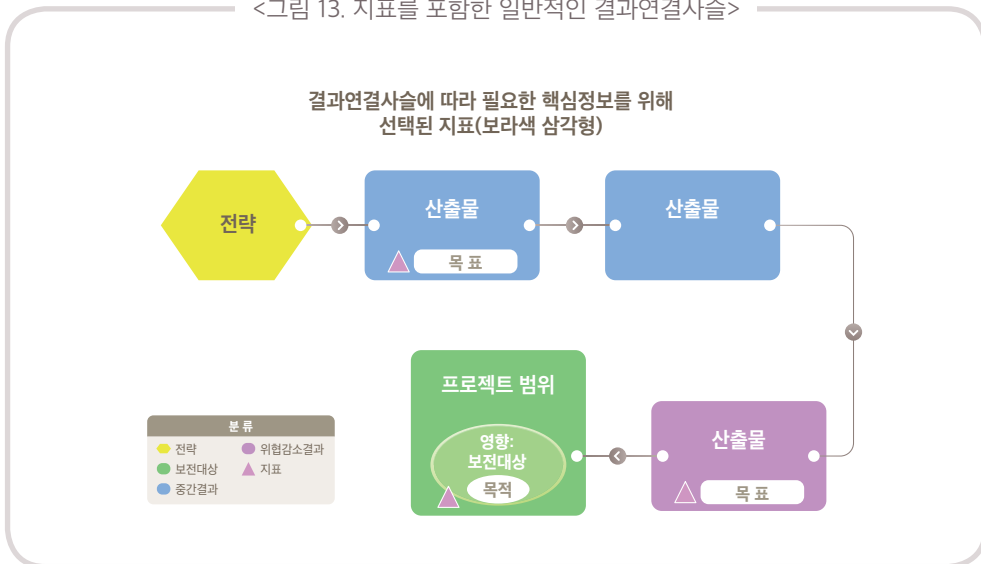 <그림 13. 지표를 포함한 일반적인 결과연결사슬>
결과연결사슬에 따라 필요한 핵심정보를 위해
선택된 지표(보라색 삼각형)
전략
산출물
목 표
산출물
프로젝트 범위
영향:
보전대상
목적
산출물
목 표
분 류
전략
위협감소결과
보전대상
지표
중간결과